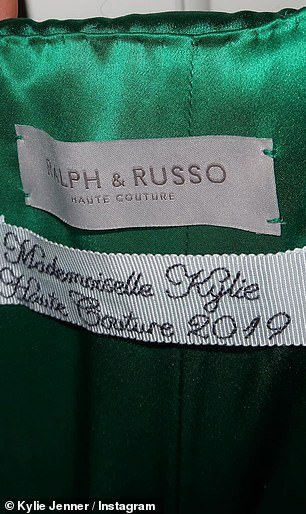 RALPH & RUSSO
HAUTE COUTURE
Mademoiselle Kylie
Haute Couture 2019
© Kylie Jenner / Instagram